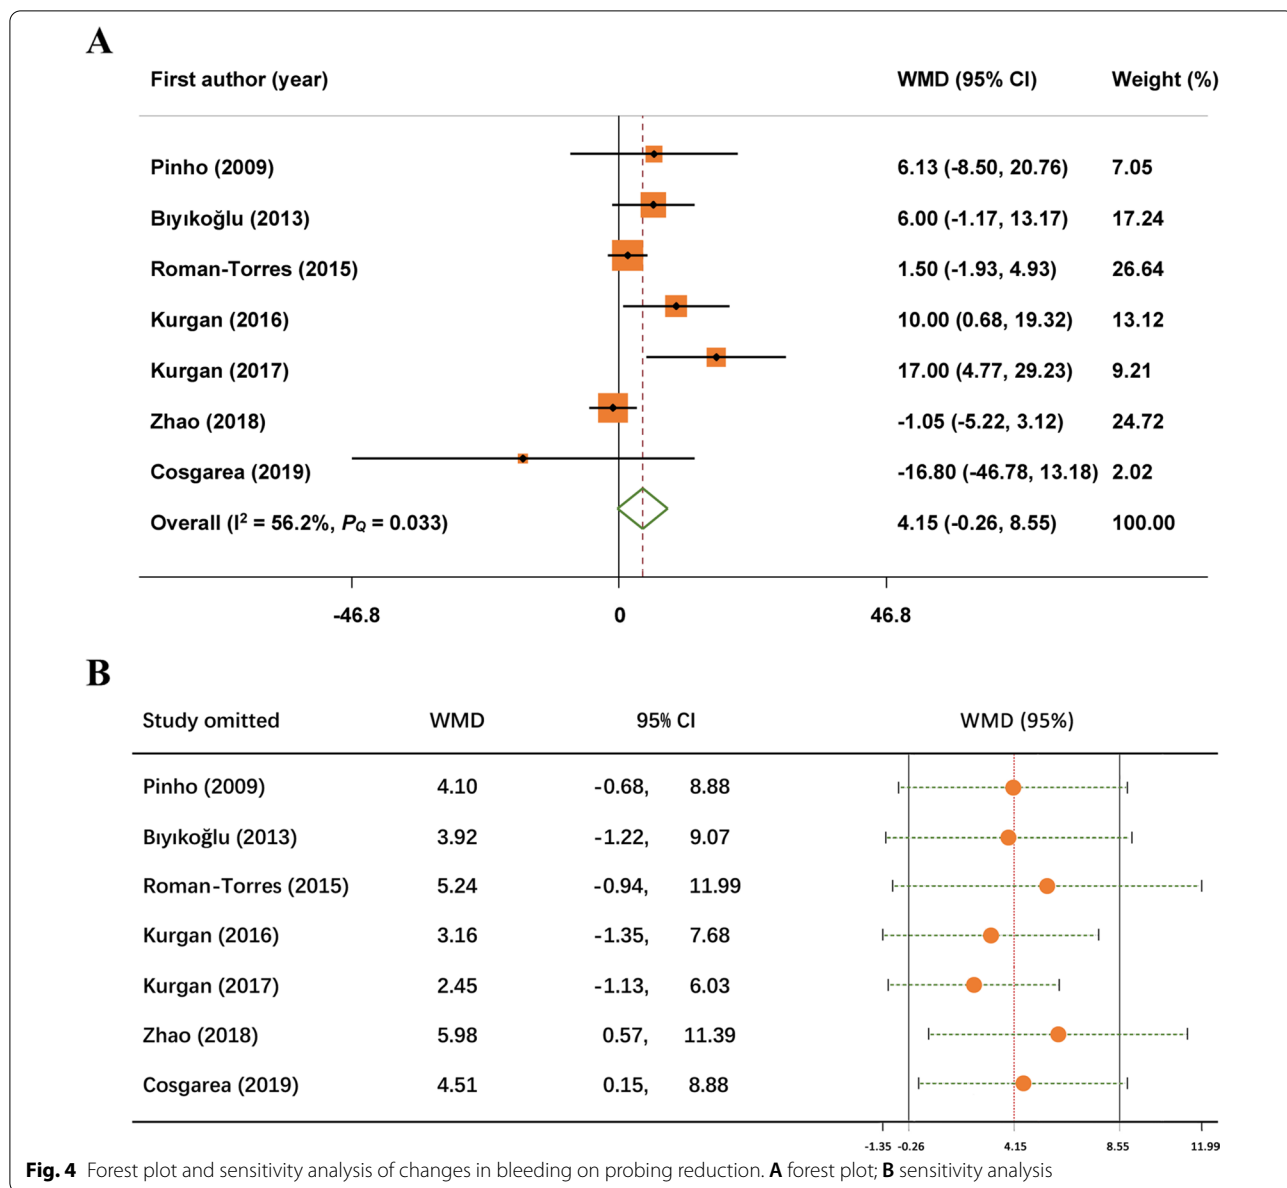 A
First author (year) WMD (95% CI) Weight (%)
Pinho (2009) 6.13 (-8.50, 20.76) 7.05
Bıyıkoğlu (2013) 6.00 (-1.17, 13.17) 17.24
Roman-Torres (2015) 1.50 (-1.93, 4.93) 26.64
Kurgan (2016) 10.00 (0.68, 19.32) 13.12
Kurgan (2017) 17.00 (4.77, 29.23) 9.21
Zhao (2018) -1.05 (-5.22, 3.12) 24.72
Cosgarea (2019) -16.80 (-46.78, 13.18) 2.02
Overall (I² = 56.2%, PQ = 0.033) 4.15 (-0.26, 8.55) 100.00
-46.8 0 46.8
B
Study omitted WMD 95% CI WMD (95%)
Pinho (2009) 4.10 -0.68, 8.88
Bıyıkoğlu (2013) 3.92 -1.22, 9.07
Roman-Torres (2015) 5.24 -0.94, 11.99
Kurgan (2016) 3.16 -1.35, 7.68
Kurgan (2017) 2.45 -1.13, 6.03
Zhao (2018) 5.98 0.57, 11.39
Cosgarea (2019) 4.51 0.15, 8.88
-1.35 -0.26 4.15 8.55 11.99
Fig. 4 Forest plot and sensitivity analysis of changes in bleeding on probing reduction. A forest plot; B sensitivity analysis